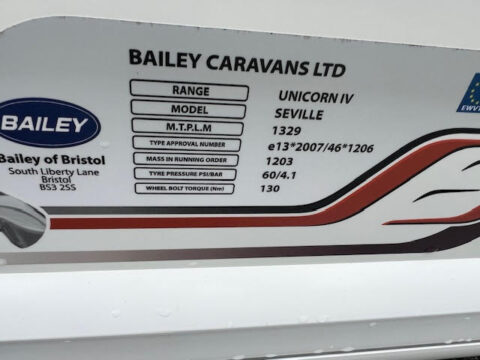 BAILEY CARAVANS LTD
RANGE UNICORN IV
MODEL SEVILLE
M.T.P.L.M 1329
TYPE APPROVAL NUMBER e13*2007/46*1206
MASS IN RUNNING ORDER 1203
TYRE PRESSURE PSI/BAR 60/4.1
WHEEL BOLT TORQUE (Nm) 130
BAILEY
Bailey of Bristol
South Liberty Lane
Bristol
BS3 2SS
EWVT